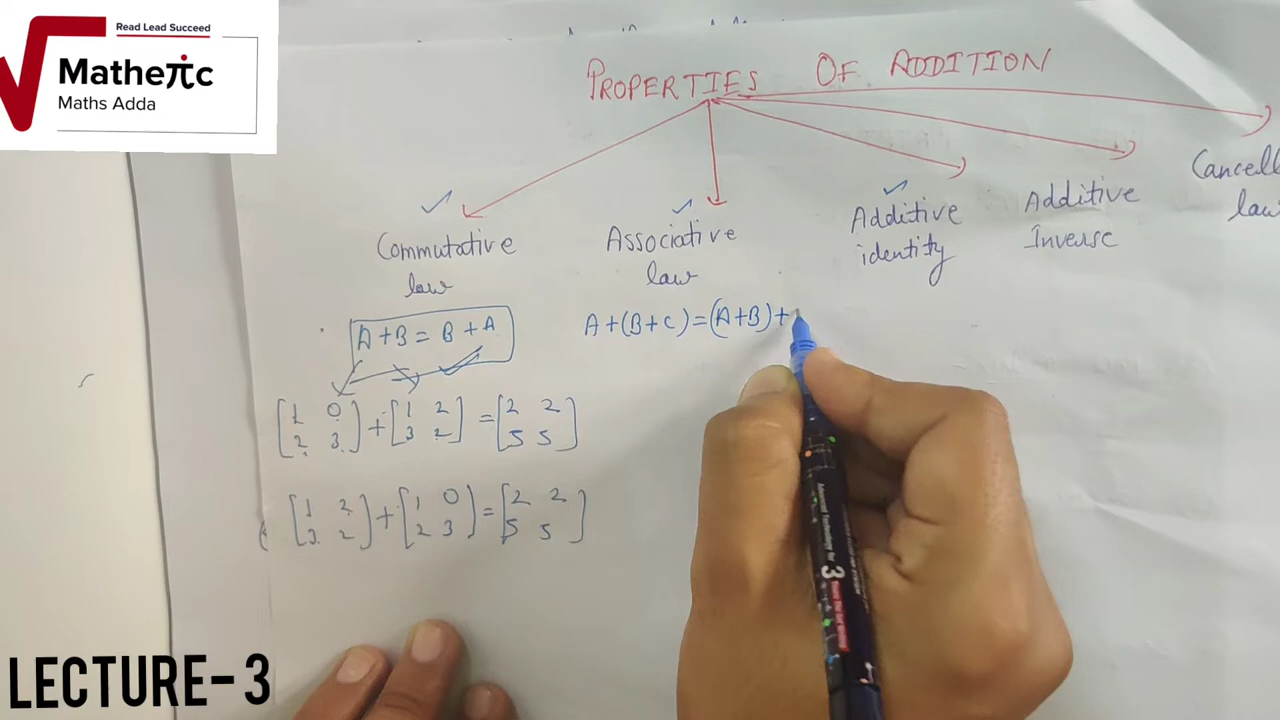 Read Lead Succeed
Matheπc
Maths Adda
PROPERTIES OF ADDITION
Commutative
law
Associative
law
Additive
identity
Additive
Inverse
Cancell
law
A+B = B+A
A+(B+C)=(A+B)+
[1 0
2 3]+[1 2
3 2]=[2 2
5 5]
[1 2
3 2]+[1 0
2 3]=[2 2
5 5]
LECTURE-3